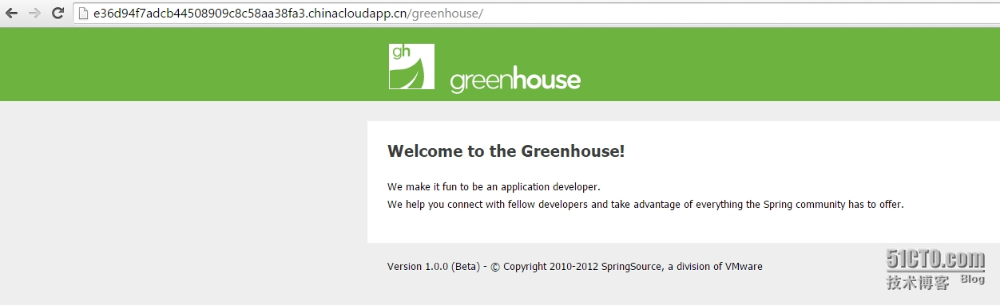 e36d94f7adcb44508909c8c58aa38fa3.chinacloudapp.cn/greenhouse/
gh
greenhouse
Welcome to the Greenhouse!
We make it fun to be an application developer.
We help you connect with fellow developers and take advantage of everything the Spring community has to offer.
Version 1.0.0 (Beta) - © Copyright 2010-2012 SpringSource, a division of VMware
51CTO.com
技术博客 Blog